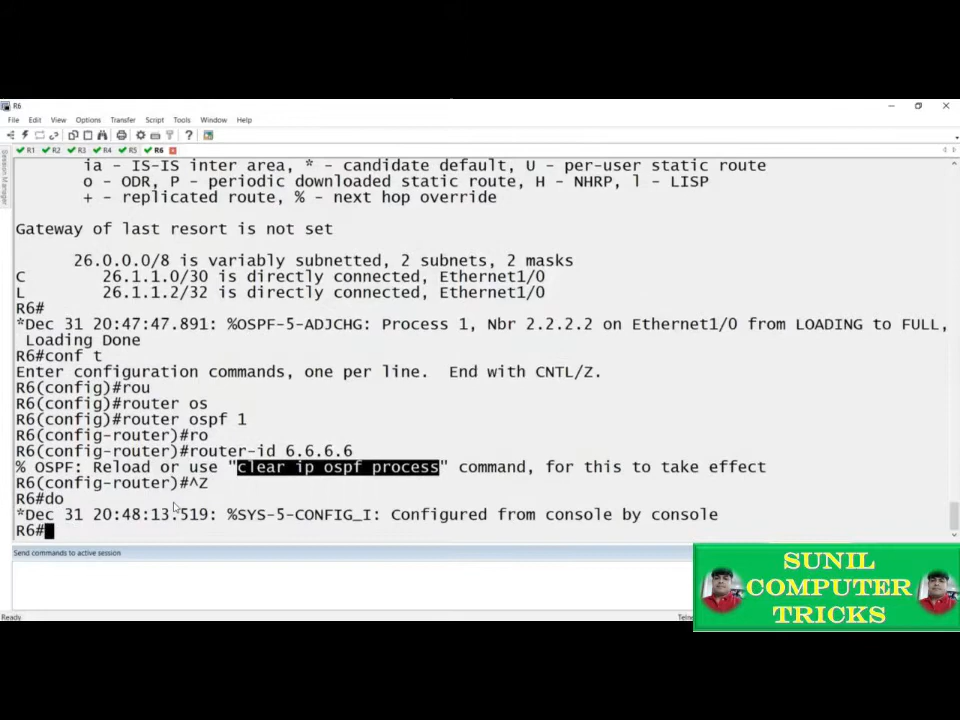 R6
File Edit View Options Transfer Script Tools Window Help
R1 R2 R3 R4 R5 R6
Session Manager
ia - IS-IS inter area, * - candidate default, U - per-user static route
o - ODR, P - periodic downloaded static route, H - NHRP, l - LISP
+ - replicated route, % - next hop override
Gateway of last resort is not set
26.0.0.0/8 is variably subnetted, 2 subnets, 2 masks
C 26.1.1.0/30 is directly connected, Ethernet1/0
L 26.1.1.2/32 is directly connected, Ethernet1/0
R6#
*Dec 31 20:47:47.891: %OSPF-5-ADJCHG: Process 1, Nbr 2.2.2.2 on Ethernet1/0 from LOADING to FULL,
Loading Done
R6#conf t
Enter configuration commands, one per line. End with CNTL/Z.
R6(config)#rou
R6(config)#router os
R6(config)#router ospf 1
R6(config-router)#ro
R6(config-router)#router-id 6.6.6.6
% OSPF: Reload or use "clear ip ospf process" command, for this to take effect
R6(config-router)#^Z
R6#do
*Dec 31 20:48:13.519: %SYS-5-CONFIG_I: Configured from console by console
R6#
Send commands to active session
SUNIL
COMPUTER
TRICKS
Ready